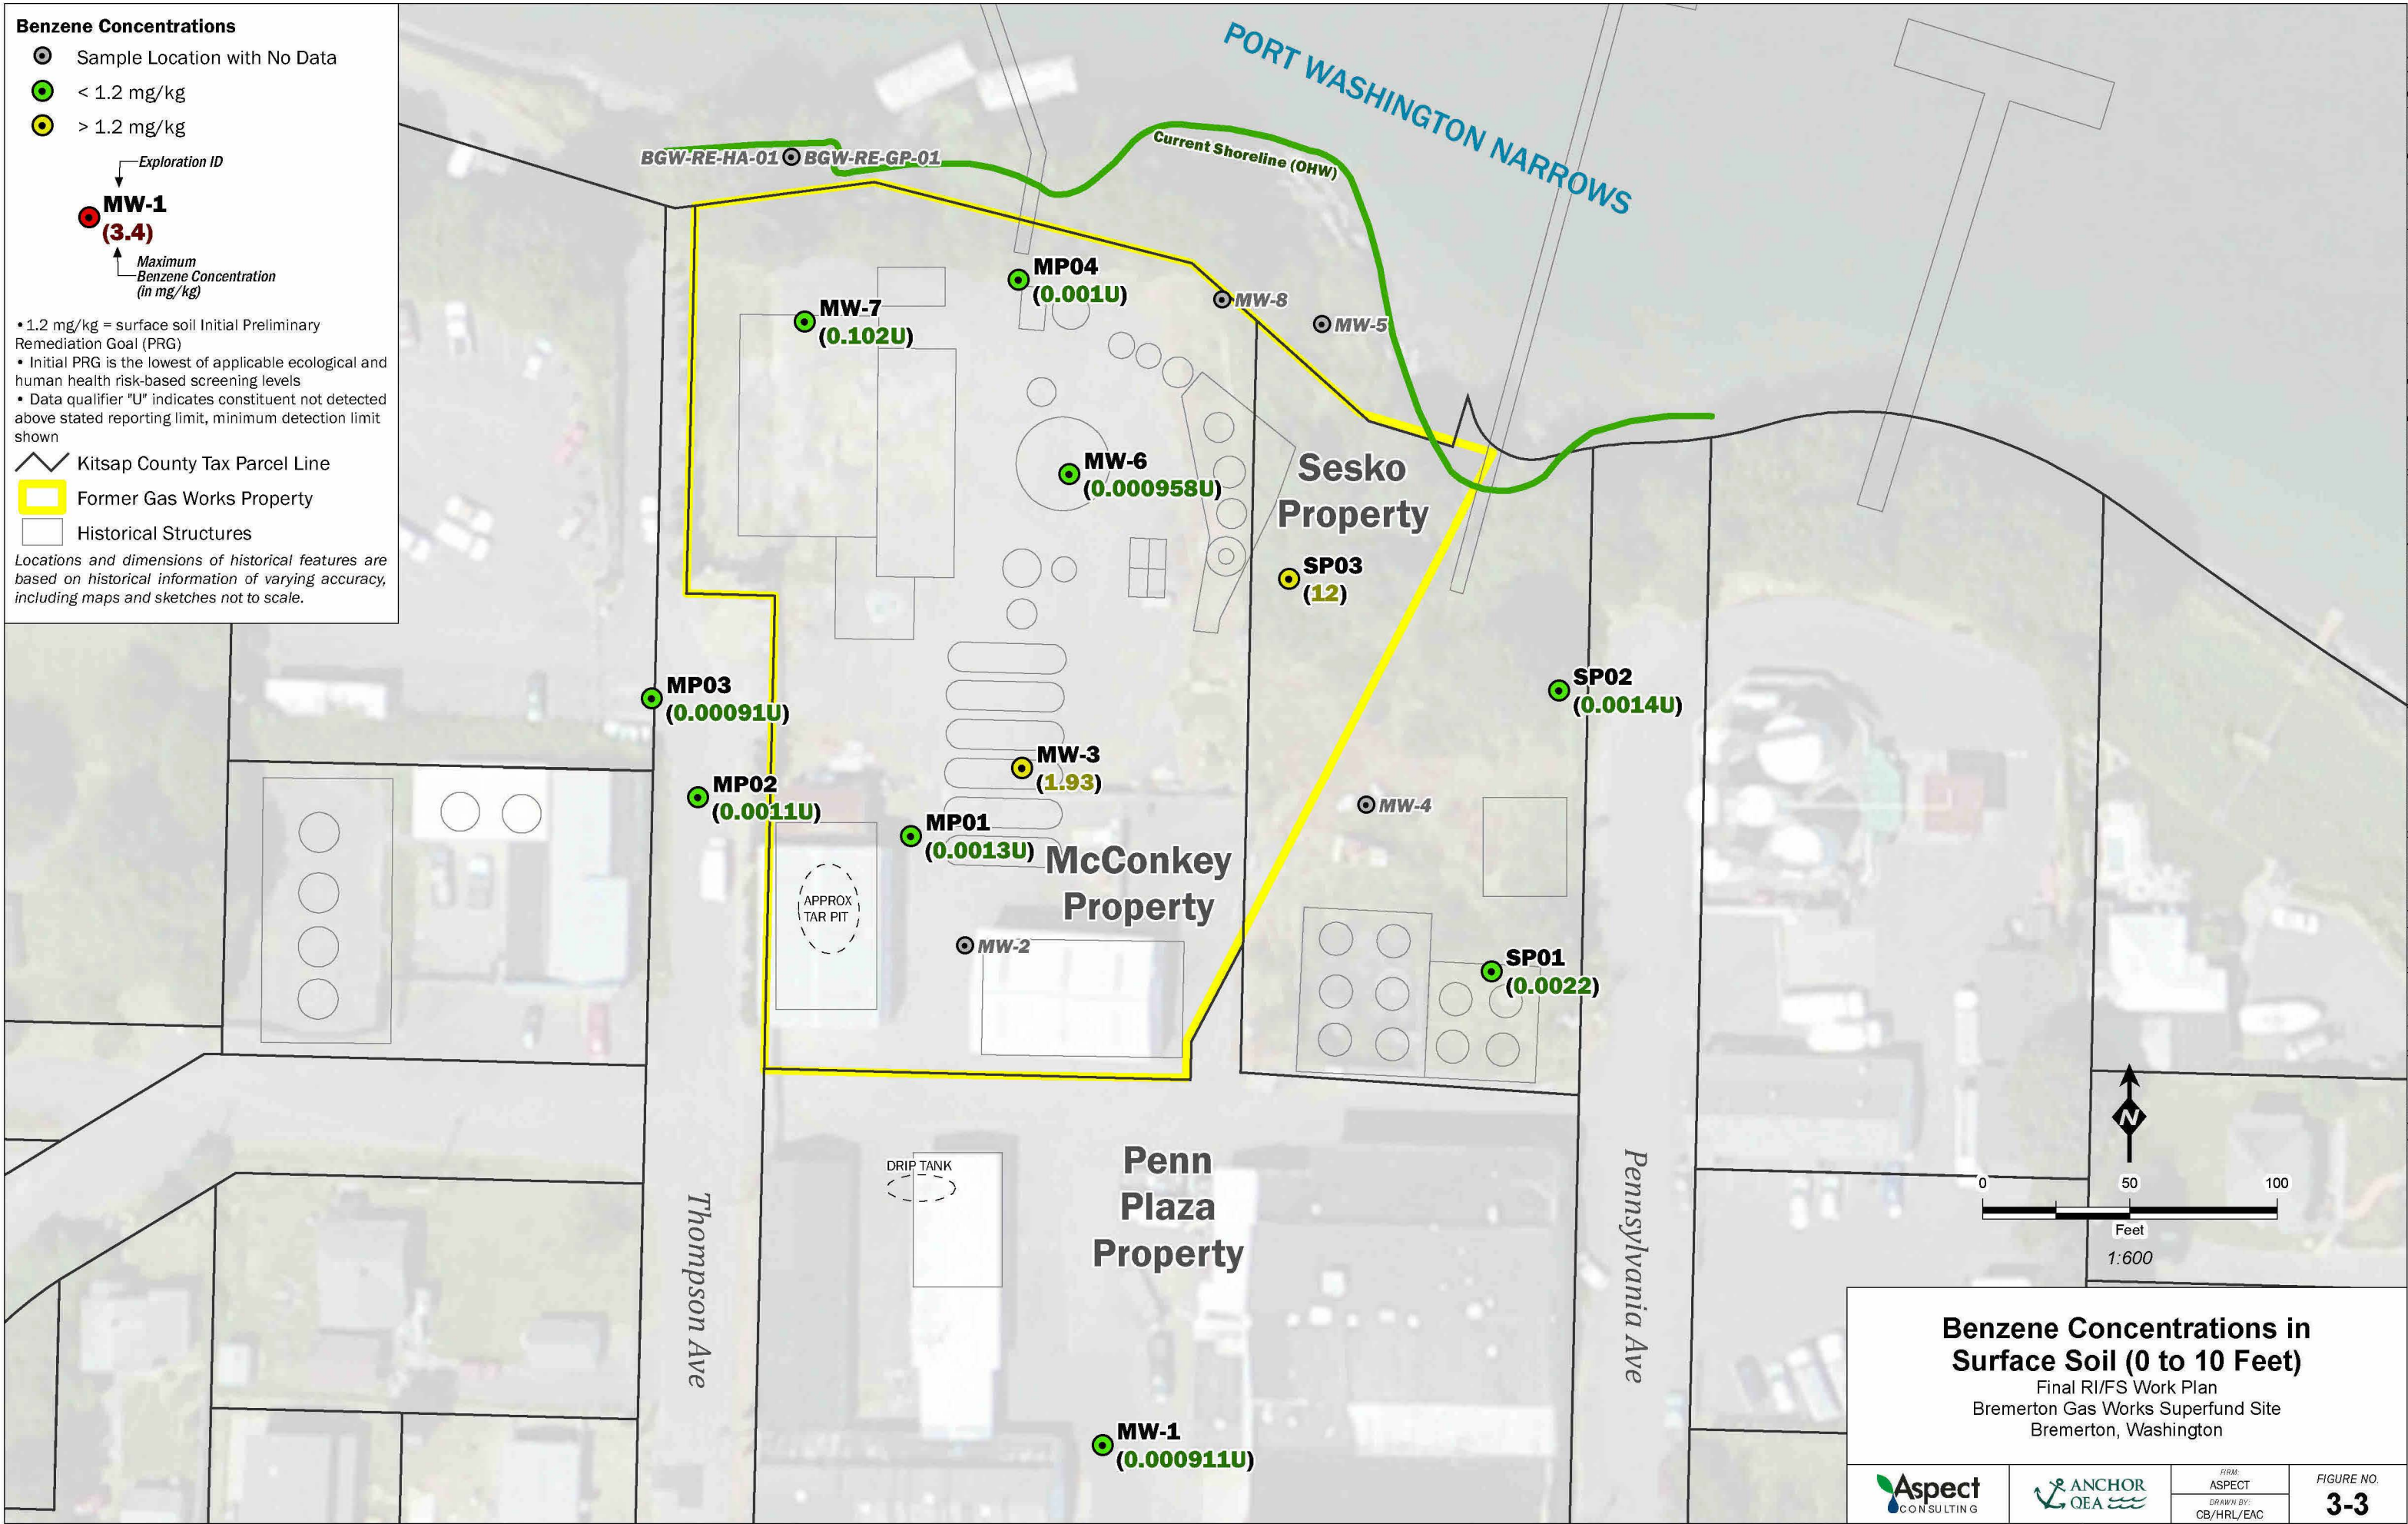 Benzene Concentrations
Sample Location with No Data
< 1.2 mg/kg
> 1.2 mg/kg
Exploration ID
MW-1
(3.4)
Maximum
Benzene Concentration
(in mg/kg)
• 1.2 mg/kg = surface soil Initial Preliminary
Remediation Goal (PRG)
• Initial PRG is the lowest of applicable ecological and
human health risk-based screening levels
• Data qualifier "U" indicates constituent not detected
above stated reporting limit, minimum detection limit
shown
Kitsap County Tax Parcel Line
Former Gas Works Property
Historical Structures
Locations and dimensions of historical features are
based on historical information of varying accuracy,
including maps and sketches not to scale.
PORT WASHINGTON NARROWS
Current Shoreline (OHW)
BGW-RE-HA-01
BGW-RE-GP-01
MP04
(0.001U)
MW-7
(0.102U)
MW-8
MW-5
MW-6
(0.000958U)
Sesko
Property
SP03
(12)
MP03
(0.00091U)
SP02
(0.0014U)
MW-3
(1.93)
MP02
(0.0011U)
MW-4
MP01
(0.0013U)
McConkey
Property
APPROX
TAR PIT
MW-2
SP01
(0.0022)
DRIP TANK
Penn
Plaza
Property
Thompson Ave
Pennsylvania Ave
MW-1
(0.000911U)
N
0 50 100
Feet
1:600
Benzene Concentrations in
Surface Soil (0 to 10 Feet)
Final RI/FS Work Plan
Bremerton Gas Works Superfund Site
Bremerton, Washington
Aspect
CONSULTING
ANCHOR
QEA
FIRM:
ASPECT
DRAWN BY:
CB/HRL/EAC
FIGURE NO.
3-3